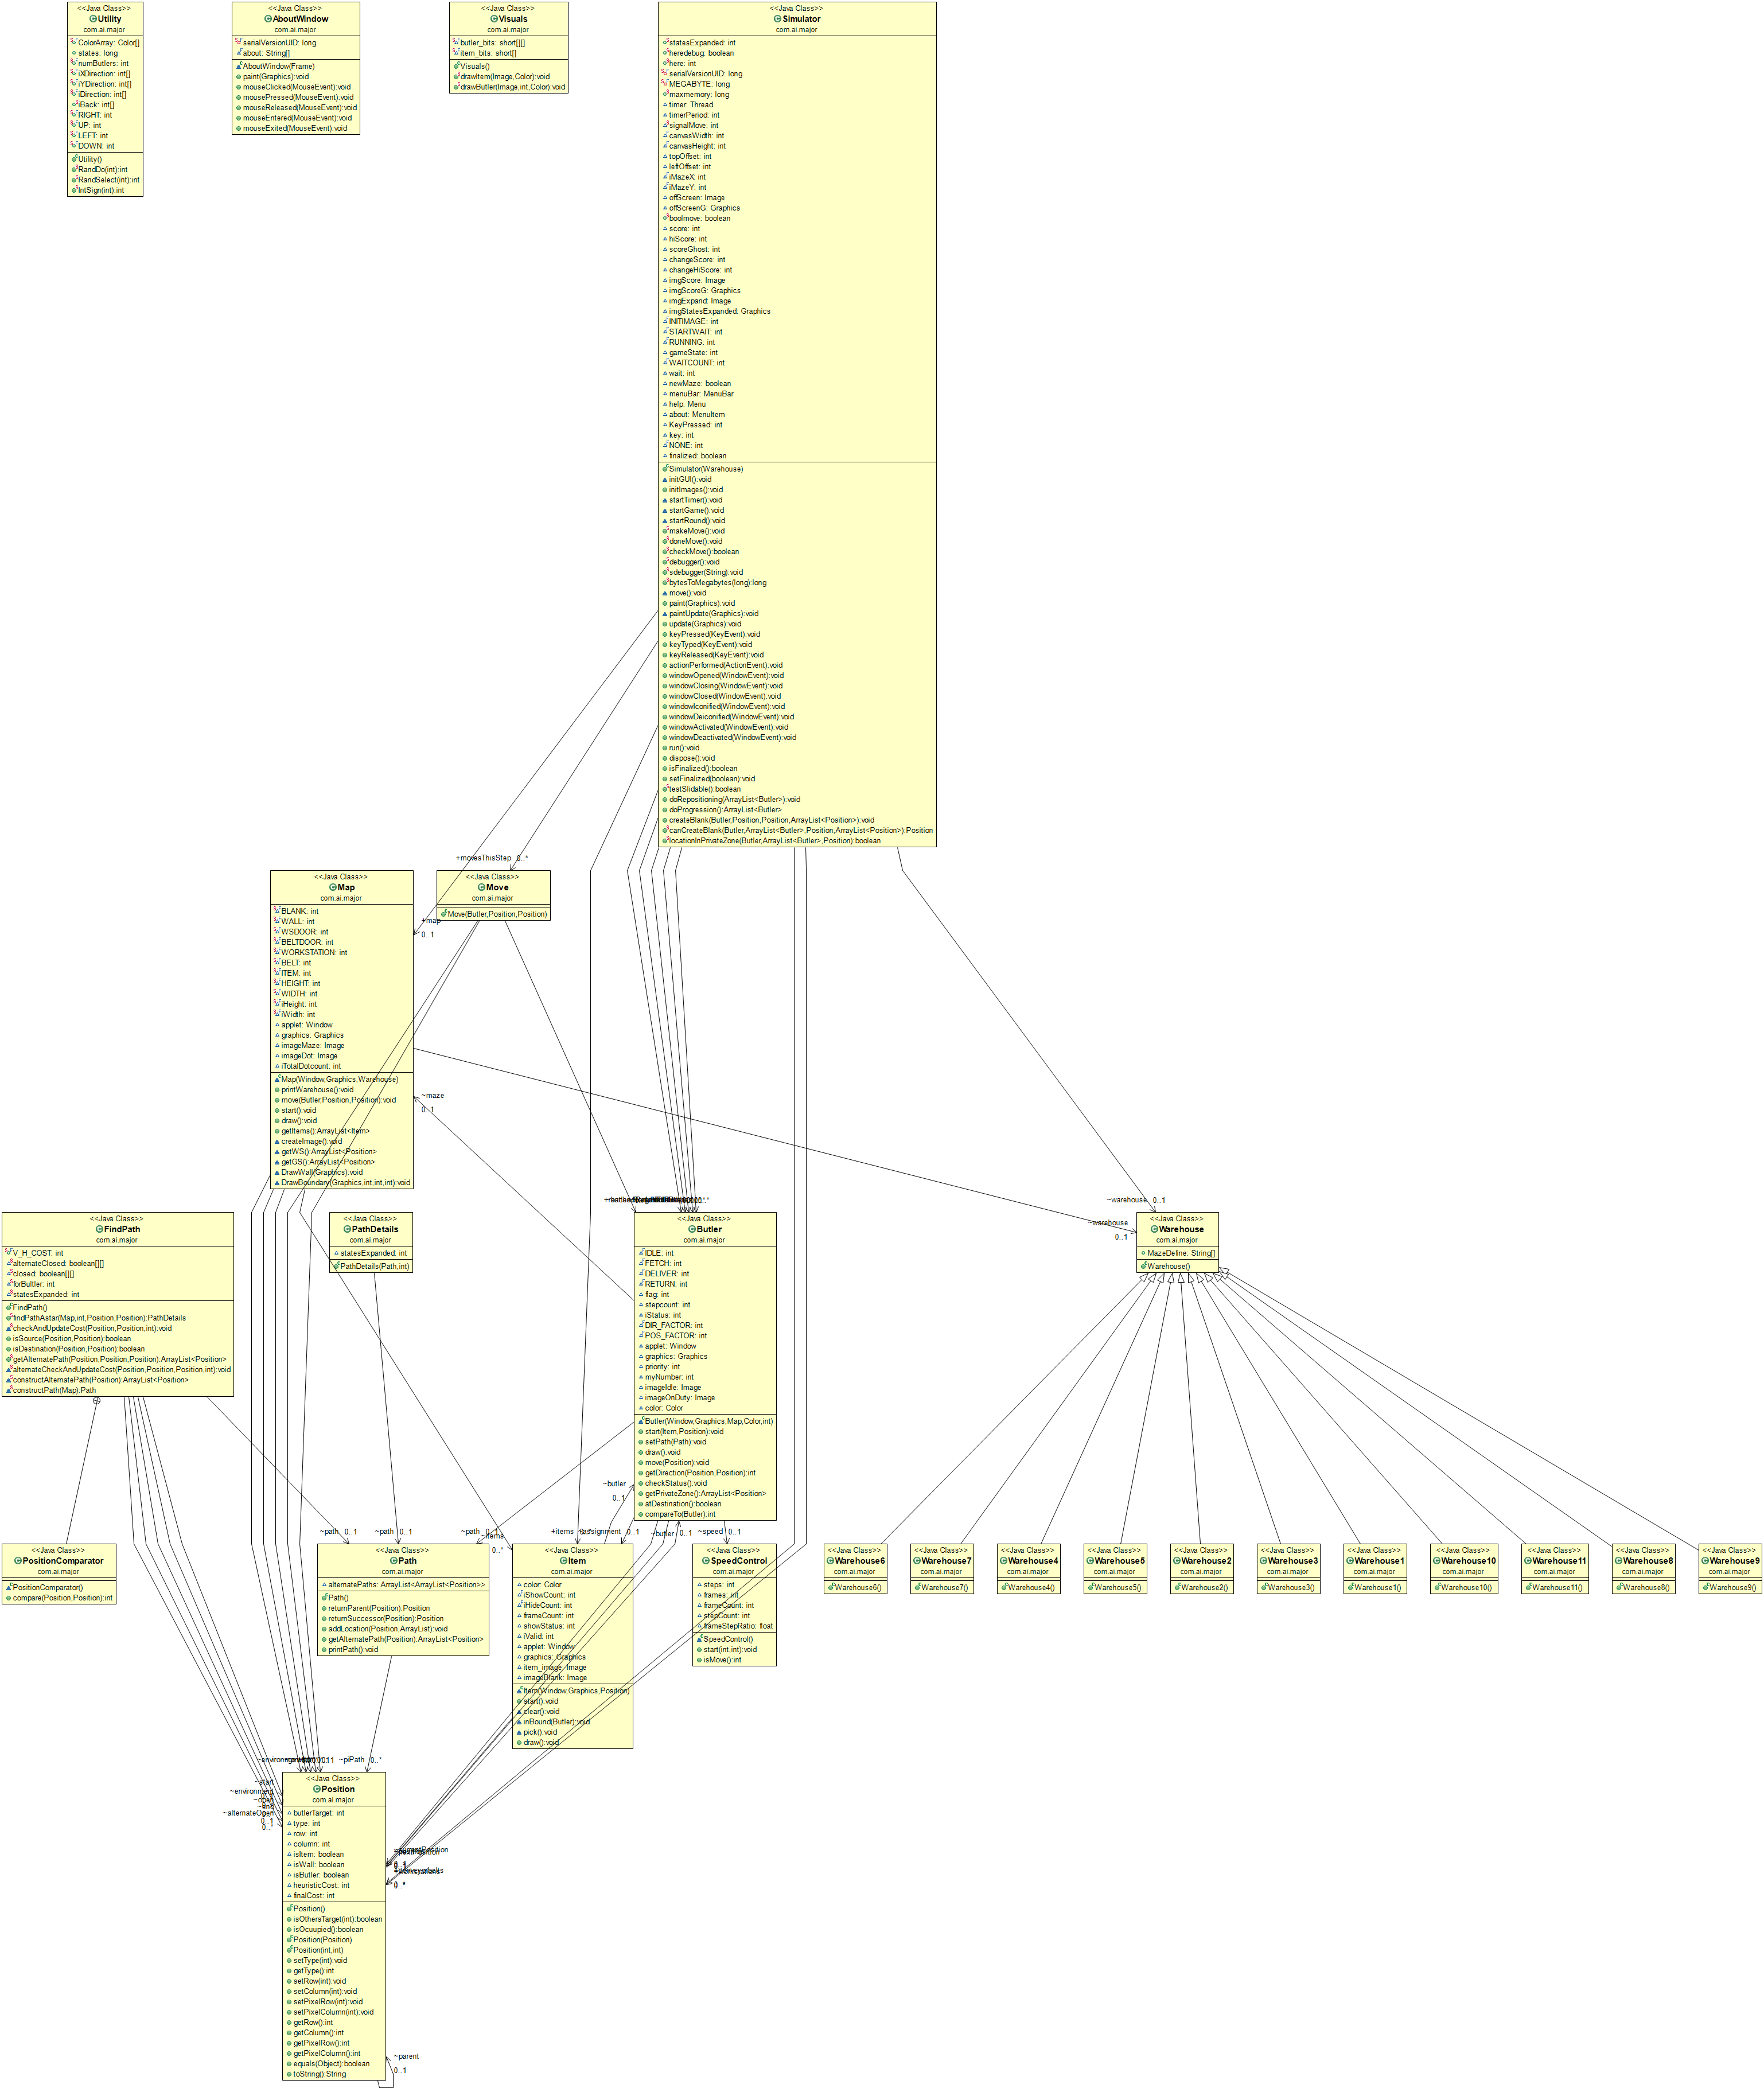 <<Java Class>>
Utility
com.ai.major
ColorArray: Color[]
states: long
numButlers: int
iXDirection: int[]
iYDirection: int[]
iDirection: int[]
iBack: int[]
RIGHT: int
UP: int
LEFT: int
DOWN: int
Utility()
RandDo(int):int
RandSelect(int):int
IntSign(int):int
<<Java Class>>
AboutWindow
com.ai.major
serialVersionUID: long
about: String[]
AboutWindow(Frame)
paint(Graphics):void
mouseClicked(MouseEvent):void
mousePressed(MouseEvent):void
mouseReleased(MouseEvent):void
mouseEntered(MouseEvent):void
mouseExited(MouseEvent):void
<<Java Class>>
Visuals
com.ai.major
butler_bits: short[][]
item_bits: short[]
Visuals()
drawItem(Image,Color):void
drawButler(Image,int,Color):void
<<Java Class>>
Simulator
com.ai.major
statesExpanded: int
heredebug: boolean
here: int
serialVersionUID: long
MEGABYTE: long
maxmemory: long
timer: Thread
timerPeriod: int
signalMove: int
canvasWidth: int
canvasHeight: int
topOffset: int
leftOffset: int
iMazeX: int
iMazeY: int
offScreen: Image
offScreenG: Graphics
boolmove: boolean
score: int
hiScore: int
scoreGhost: int
changeScore: int
changeHiScore: int
imgScore: Image
imgScoreG: Graphics
imgExpand: Image
imgStatesExpanded: Graphics
INITIMAGE: int
STARTWAIT: int
RUNNING: int
gameState: int
WAITCOUNT: int
wait: int
newMaze: boolean
menuBar: MenuBar
help: Menu
about: MenuItem
KeyPressed: int
key: int
NONE: int
finalized: boolean
Simulator(Warehouse)
initGUI():void
initImages():void
startTimer():void
startGame():void
startRound():void
makeMove():void
doneMove():void
checkMove():boolean
debugger():void
sdebugger(String):void
bytesToMegabytes(long):long
move():void
paint(Graphics):void
paintUpdate(Graphics):void
update(Graphics):void
keyPressed(KeyEvent):void
keyTyped(KeyEvent):void
keyReleased(KeyEvent):void
actionPerformed(ActionEvent):void
windowOpened(WindowEvent):void
windowClosing(WindowEvent):void
windowClosed(WindowEvent):void
windowIconified(WindowEvent):void
windowDeiconified(WindowEvent):void
windowActivated(WindowEvent):void
windowDeactivated(WindowEvent):void
run():void
dispose():void
isFinalized():boolean
setFinalized(boolean):void
testSlidable():boolean
doRepositioning(ArrayList<Butler>):void
doProgression():ArrayList<Butler>
createBlank(Butler,Position,Position,ArrayList<Position>):void
canCreateBlank(Butler,ArrayList<Butler>,Position,ArrayList<Position>):Position
locationInPrivateZone(Butler,ArrayList<Butler>,Position):boolean
+movesThisStep 0..*
<<Java Class>>
Map
com.ai.major
BLANK: int
WALL: int
WSDOOR: int
BELTDOOR: int
WORKSTATION: int
BELT: int
ITEM: int
HEIGHT: int
WIDTH: int
iHeight: int
iWidth: int
applet: Window
graphics: Graphics
imageMaze: Image
imageDot: Image
iTotalDotcount: int
Map(Window,Graphics,Warehouse)
printWarehouse():void
move(Butler,Position,Position):void
start():void
draw():void
getItems():ArrayList<Item>
createImage():void
getWS():ArrayList<Position>
getGS():ArrayList<Position>
DrawWall(Graphics):void
DrawBoundary(Graphics,int,int,int):void
<<Java Class>>
Move
com.ai.major
Move(Butler,Position,Position)
+map
0..1
~maze
0..1
~warehouse 0..1
~warehouse
0..1
<<Java Class>>
FindPath
com.ai.major
V_H_COST: int
alternateClosed: boolean[][]
closed: boolean[][]
forBultler: int
statesExpanded: int
FindPath()
findPathAstar(Map,int,Position,Position):PathDetails
checkAndUpdateCost(Position,Position,int):void
isSource(Position,Position):boolean
isDestination(Position,Position):boolean
getAlternatePath(Position,Position,Position):ArrayList<Position>
alternateCheckAndUpdateCost(Position,Position,Position,int):void
constructAlternatePath(Position):ArrayList<Position>
constructPath(Map):Path
<<Java Class>>
PathDetails
com.ai.major
statesExpanded: int
PathDetails(Path,int)
<<Java Class>>
Butler
com.ai.major
IDLE: int
FETCH: int
DELIVER: int
RETURN: int
flag: int
stepcount: int
iStatus: int
DIR_FACTOR: int
POS_FACTOR: int
applet: Window
graphics: Graphics
priority: int
myNumber: int
imageIdle: Image
imageOnDuty: Image
color: Color
Butler(Window,Graphics,Map,Color,int)
start(Item,Position):void
setPath(Path):void
draw():void
move(Position):void
getDirection(Position,Position):int
checkStatus():void
getPrivateZone():ArrayList<Position>
atDestination():boolean
compareTo(Butler):int
<<Java Class>>
Warehouse
com.ai.major
MazeDefine: String[]
Warehouse()
~butler
0..1
~path 0..1
~path 0..1
~path 0..1
~items
0..*
+items
0..1
~butler 0..1
~speed 0..1
<<Java Class>>
PositionComparator
com.ai.major
PositionComparator()
compare(Position,Position):int
<<Java Class>>
Path
com.ai.major
alternatePaths: ArrayList<ArrayList<Position>>
Path()
returnParent(Position):Position
returnSuccessor(Position):Position
addLocation(Position,ArrayList):void
getAlternatePath(Position):ArrayList<Position>
printPath():void
<<Java Class>>
Item
com.ai.major
color: Color
iShowCount: int
iHideCount: int
frameCount: int
showStatus: int
iValid: int
applet: Window
graphics: Graphics
item_image: Image
imageBlank: Image
Item(Window,Graphics,Position)
start():void
clear():void
inBound(Butler):void
pick():void
draw():void
<<Java Class>>
SpeedControl
com.ai.major
steps: int
frames: int
frameCount: int
stepCount: int
frameStepRatio: float
SpeedControl()
start(int,int):void
isMove():int
<<Java Class>>
Warehouse6
com.ai.major
Warehouse6()
<<Java Class>>
Warehouse7
com.ai.major
Warehouse7()
<<Java Class>>
Warehouse4
com.ai.major
Warehouse4()
<<Java Class>>
Warehouse5
com.ai.major
Warehouse5()
<<Java Class>>
Warehouse2
com.ai.major
Warehouse2()
<<Java Class>>
Warehouse3
com.ai.major
Warehouse3()
<<Java Class>>
Warehouse1
com.ai.major
Warehouse1()
<<Java Class>>
Warehouse10
com.ai.major
Warehouse10()
<<Java Class>>
Warehouse11
com.ai.major
Warehouse11()
<<Java Class>>
Warehouse8
com.ai.major
Warehouse8()
<<Java Class>>
Warehouse9
com.ai.major
Warehouse9()
~piPath 0..*
~start
~environment
~open
~end
~alternateOpen
0..1
0..*
<<Java Class>>
Position
com.ai.major
butlerTarget: int
type: int
row: int
column: int
isItem: boolean
isWall: boolean
isButler: boolean
heuristicCost: int
finalCost: int
Position()
isOthersTarget(int):boolean
isOcuupied():boolean
Position(Position)
Position(int,int)
setType(int):void
getType():int
setRow(int):void
setColumn(int):void
setPixelRow(int):void
setPixelColumn(int):void
getRow():int
getColumn():int
getPixelRow():int
getPixelColumn():int
equals(Object):boolean
toString():String
0..*
~parent
0..1